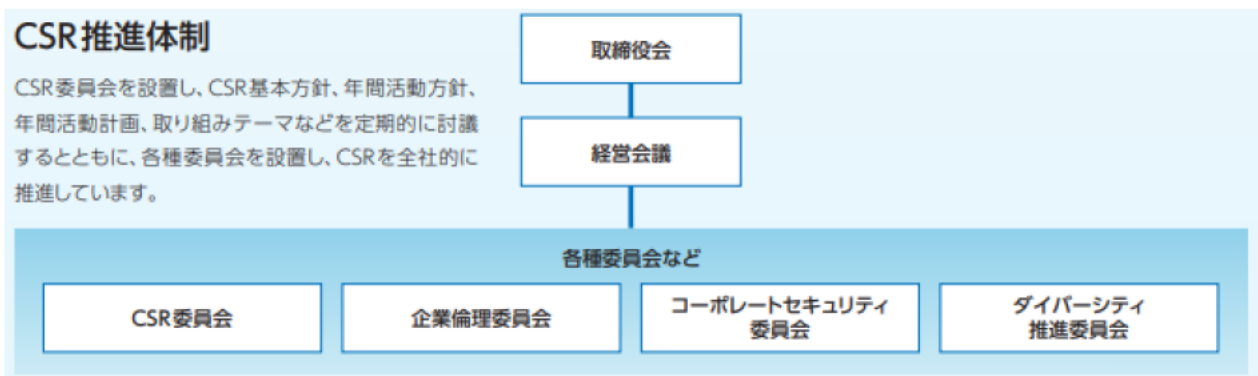 CSR推進体制
CSR委員会を設置し、CSR基本方針、年間活動方針、
年間活動計画、取り組みテーマなどを定期的に討議
するとともに、各種委員会を設置し、CSRを全社的に
推進しています。
取締役会
経営会議
各種委員会など
CSR委員会
企業倫理委員会
コーポレートセキュリティ
委員会
ダイバーシティ
推進委員会